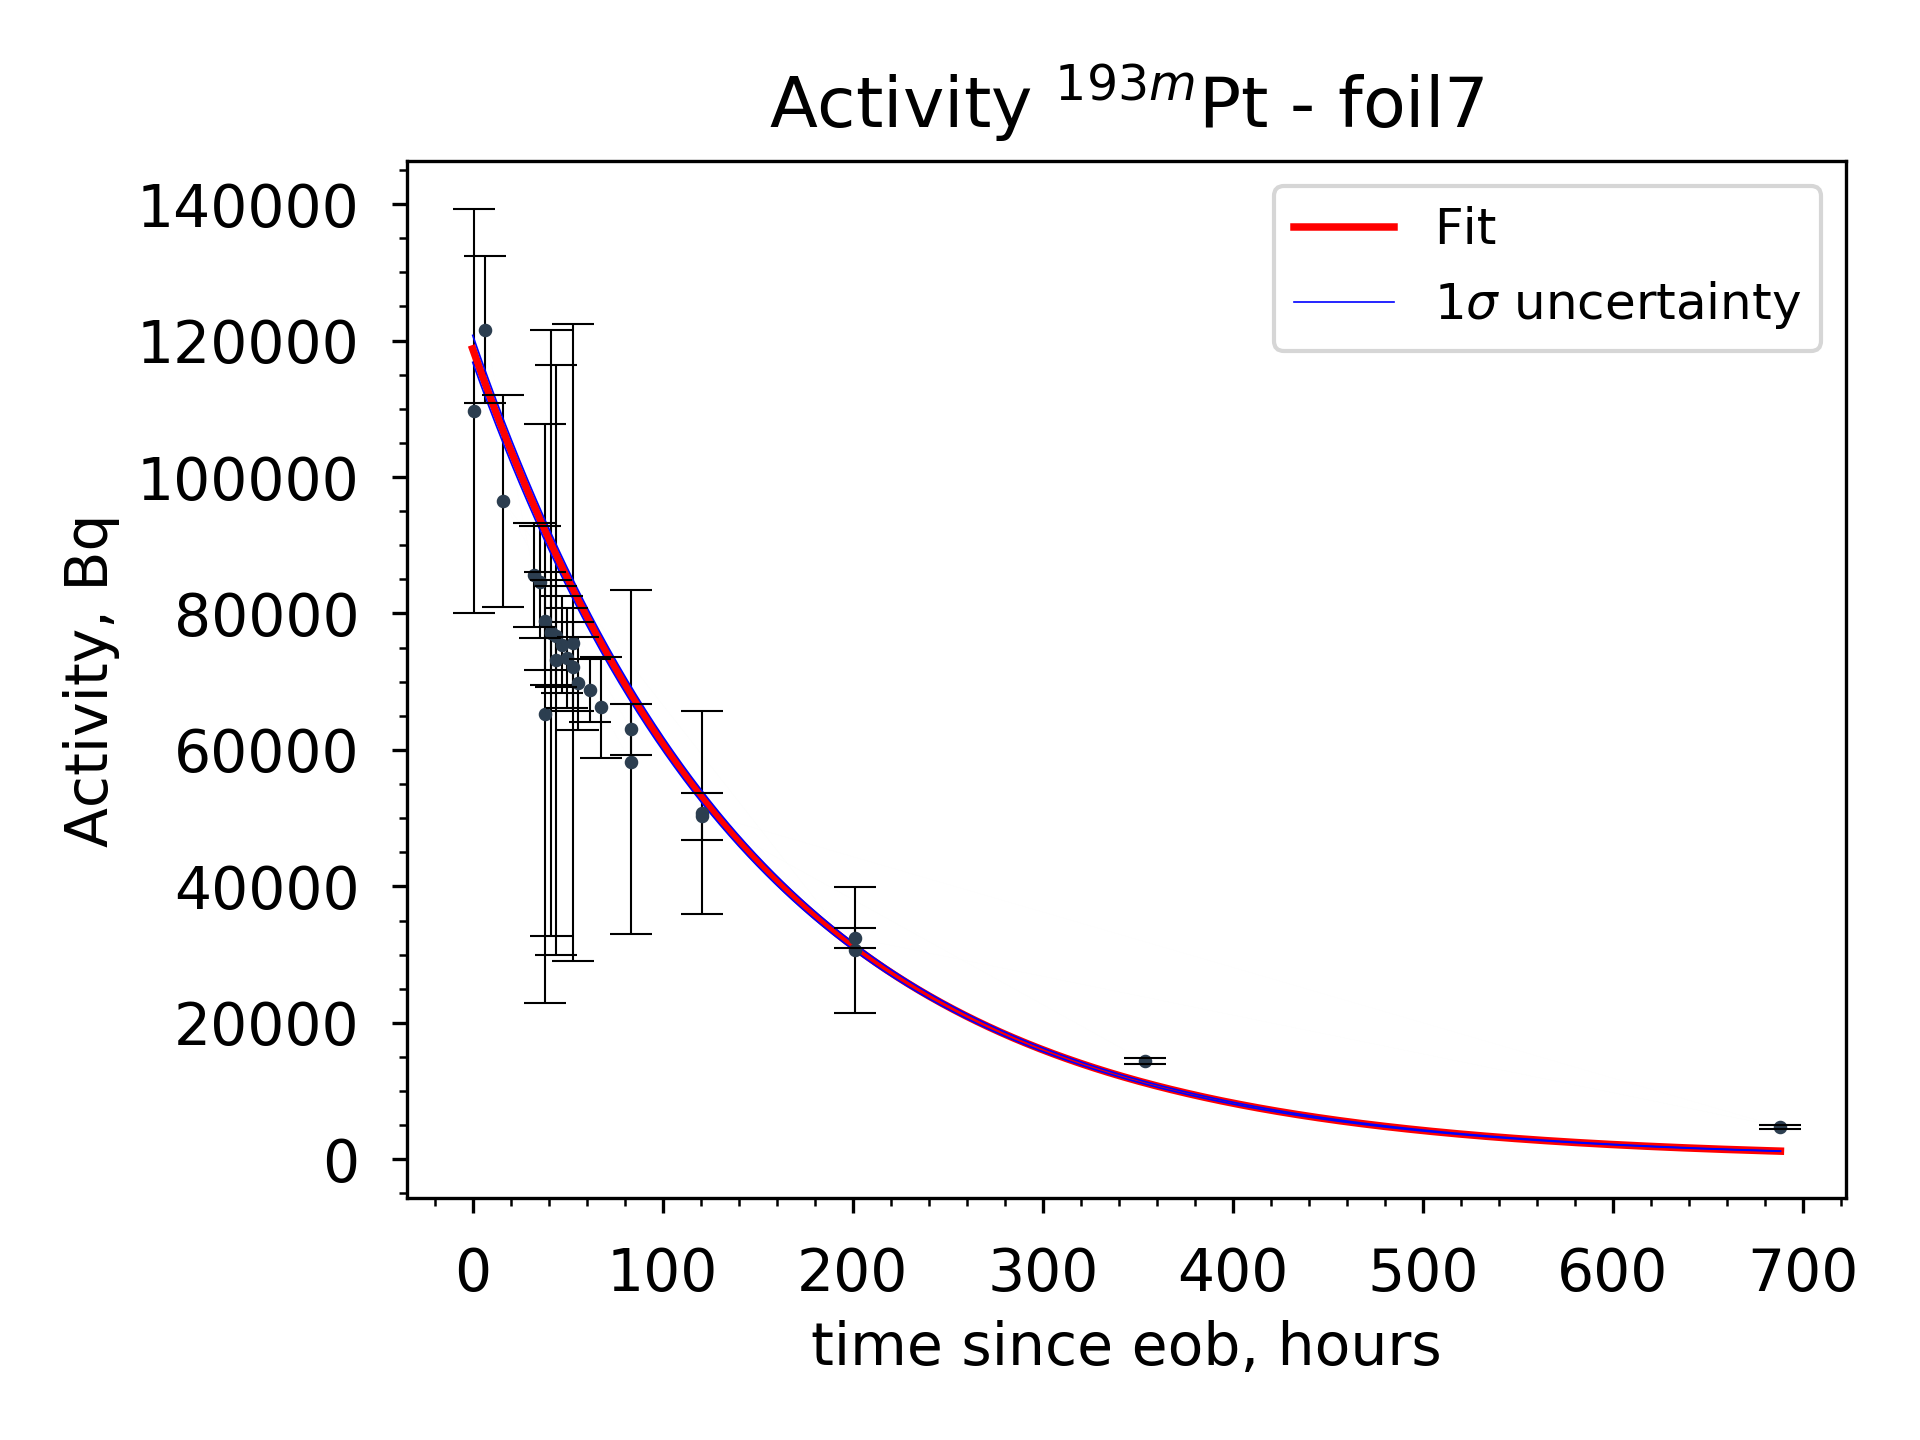 Activity ¹⁹³ᵐPt - foil7
Fit
1σ uncertainty
Activity, Bq
140000
120000
100000
80000
60000
40000
20000
0
0 100 200 300 400 500 600 700
time since eob, hours